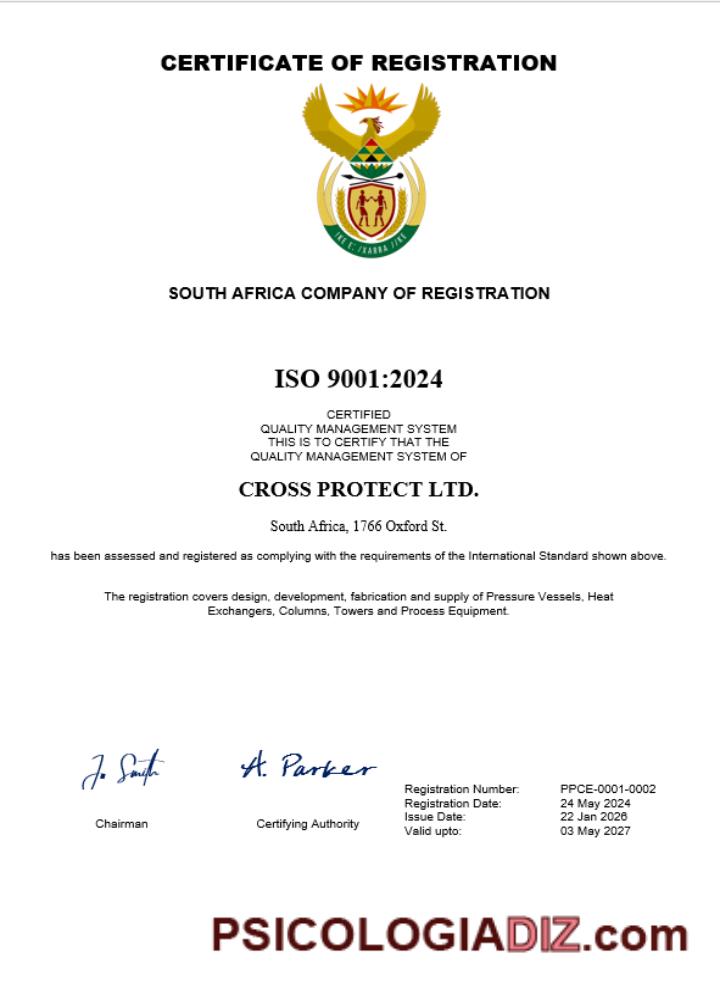 CERTIFICATE OF REGISTRATION
!KE E: /XARRA //KE
SOUTH AFRICA COMPANY OF REGISTRATION
ISO 9001:2024
CERTIFIED
QUALITY MANAGEMENT SYSTEM
THIS IS TO CERTIFY THAT THE
QUALITY MANAGEMENT SYSTEM OF
CROSS PROTECT LTD.
South Africa, 1766 Oxford St.
has been assessed and registered as complying with the requirements of the International Standard shown above.
The registration covers design, development, fabrication and supply of Pressure Vessels, Heat
Exchangers, Columns, Towers and Process Equipment.
Jo Smith
A. Parker
Chairman
Certifying Authority
Registration Number: PPCE-0001-0002
Registration Date: 24 May 2024
Issue Date: 22 Jan 2026
Valid upto: 03 May 2027
PSICOLOGIADIZ.com